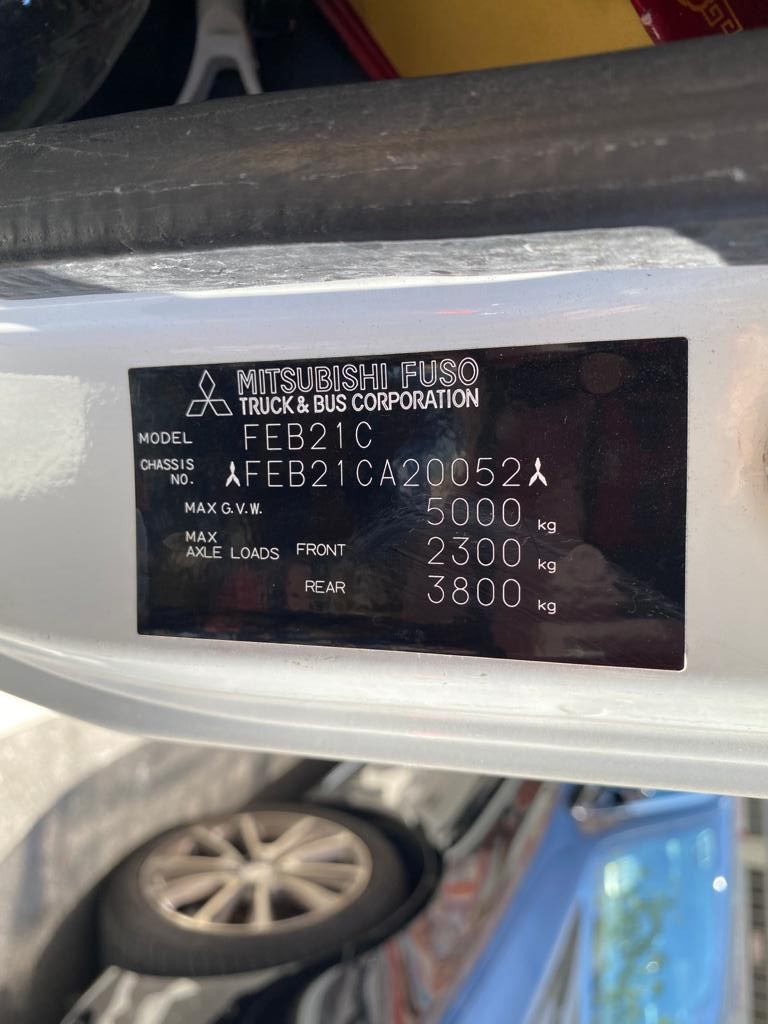 MITSUBISHI FUSO
TRUCK & BUS CORPORATION
MODEL FEB21C
CHASSIS NO. FEB21CA20052
MAX G.V.W. 5000 kg
MAX AXLE LOADS FRONT 2300 kg
REAR 3800 kg